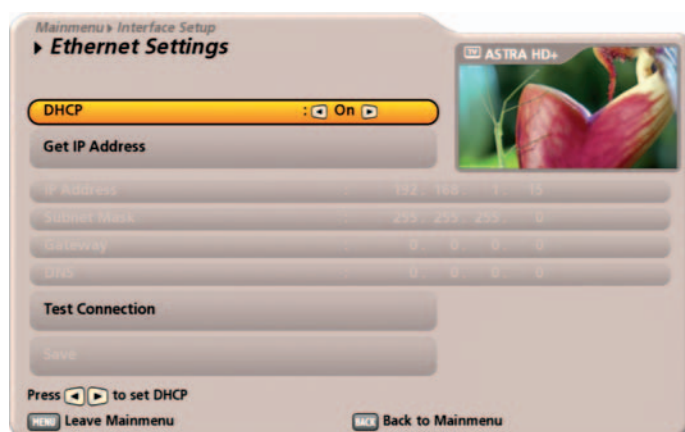 Mainmenu › Interface Setup
Ethernet Settings
TV ASTRA HD+
DHCP : On
Get IP Address
IP Address : 192. 168. 1. 15
Subnet Mask : 255. 255. 255. 0
Gateway : 0. 0. 0. 0
DNS : 0. 0. 0. 0
Test Connection
Save
Press to set DHCP
MENU Leave Mainmenu
BACK Back to Mainmenu